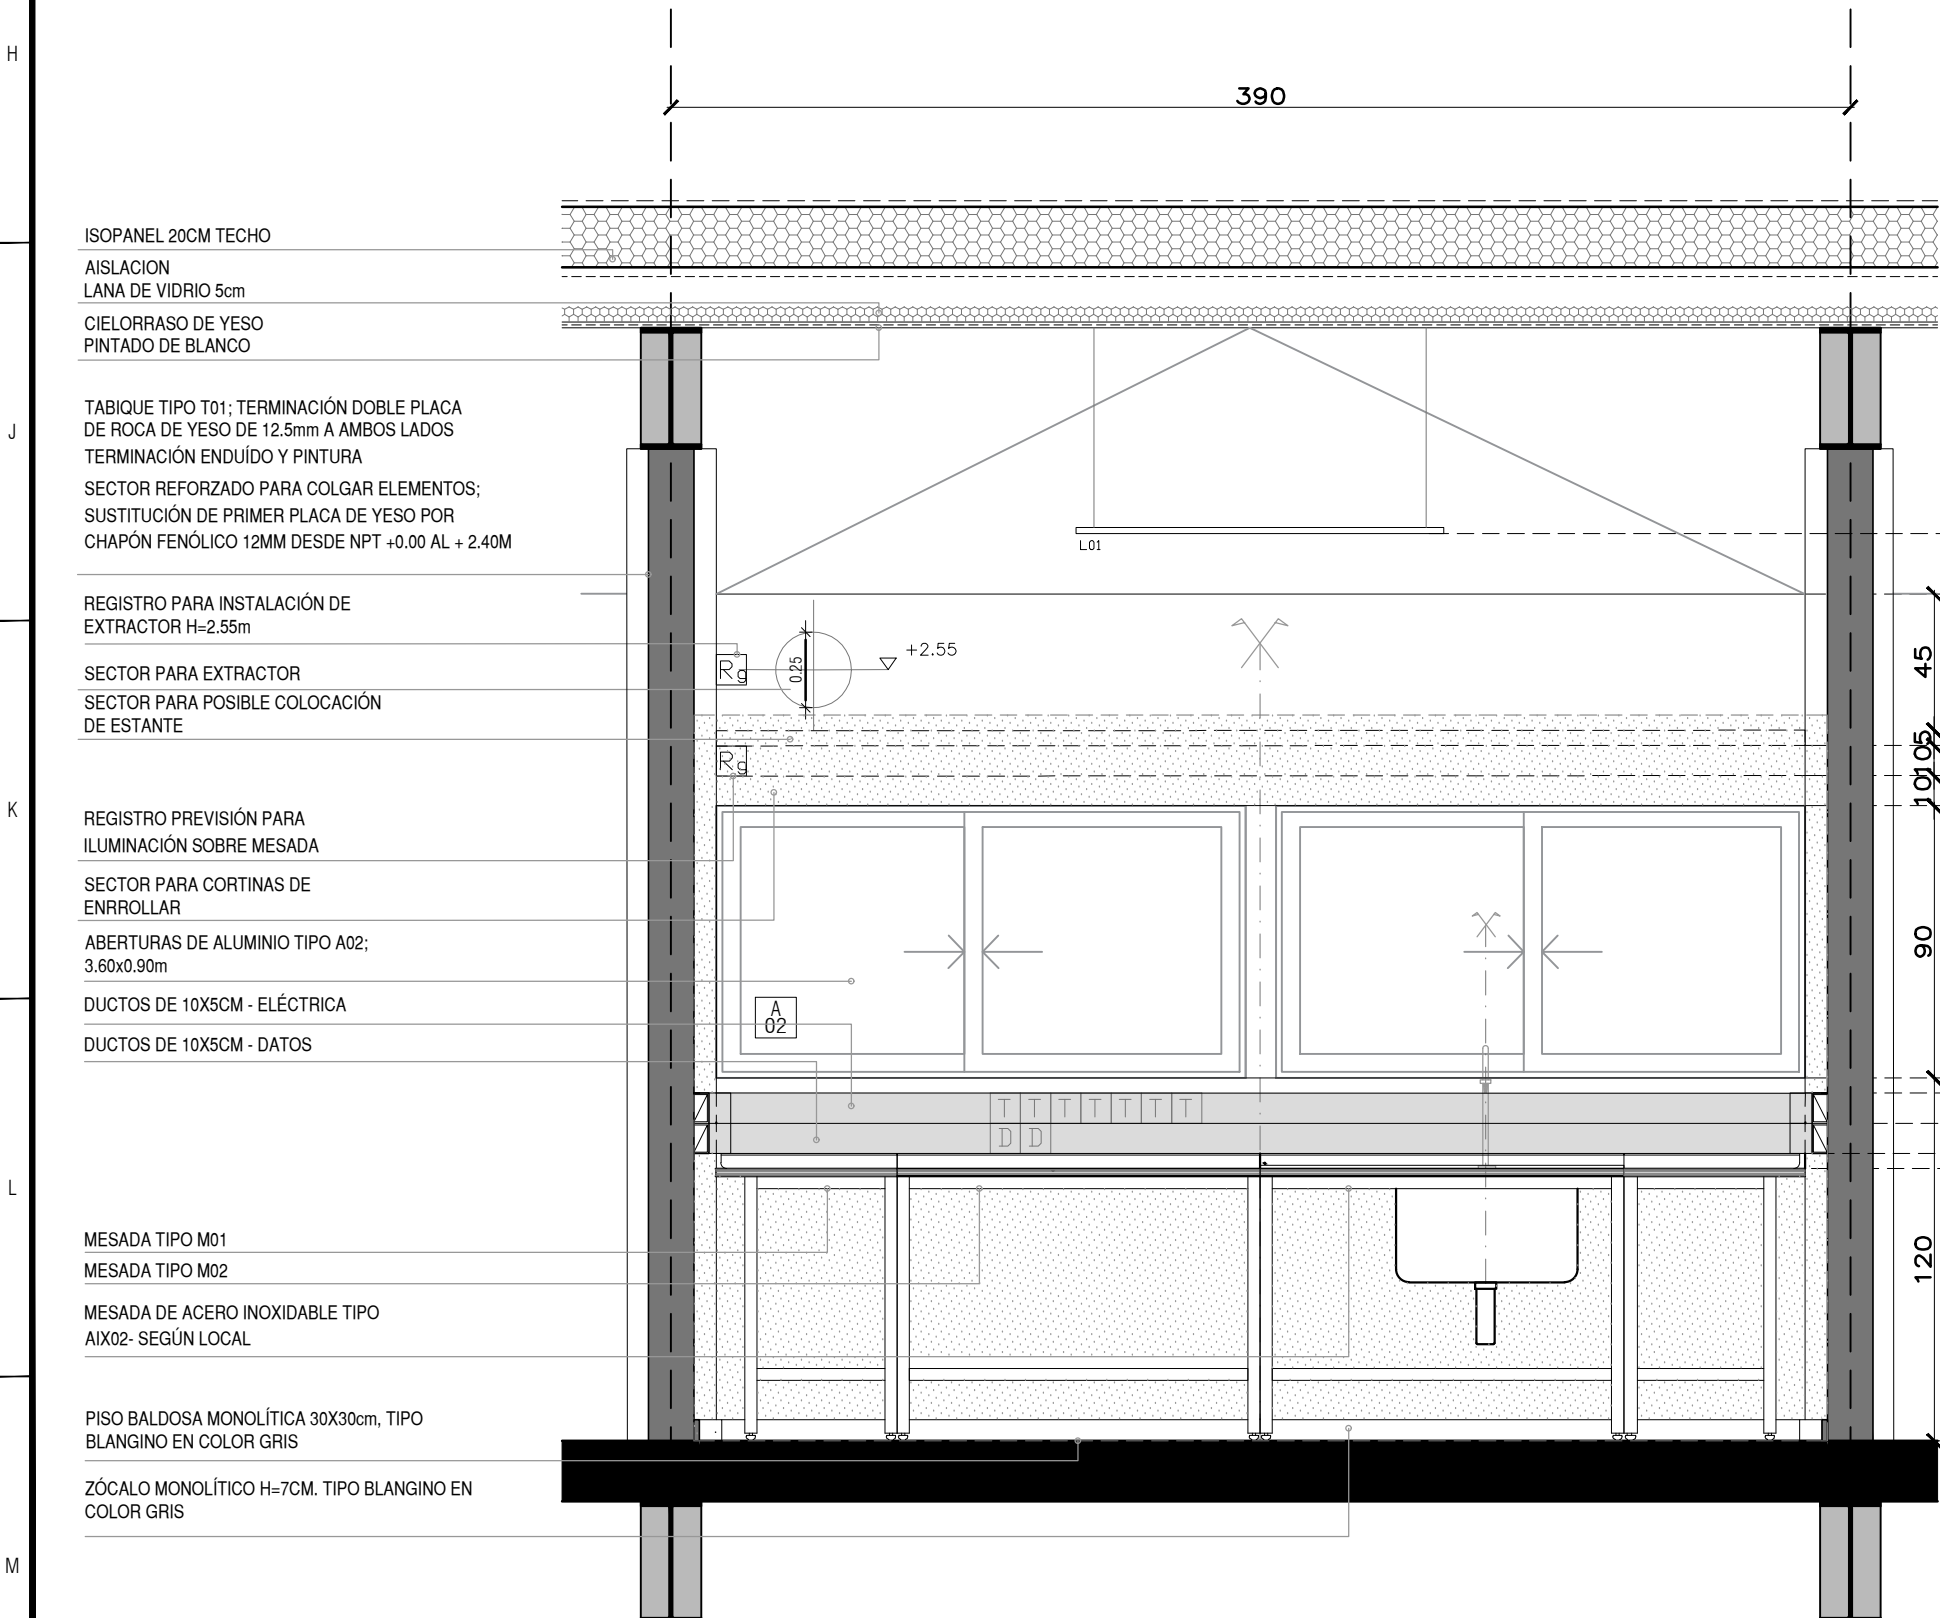 H
390
ISOPANEL 20CM TECHO
AISLACION
LANA DE VIDRIO 5cm
CIELORRASO DE YESO
PINTADO DE BLANCO
TABIQUE TIPO T01; TERMINACIÓN DOBLE PLACA
J
DE ROCA DE YESO DE 12.5mm A AMBOS LADOS
TERMINACIÓN ENDUÍDO Y PINTURA
SECTOR REFORZADO PARA COLGAR ELEMENTOS;
SUSTITUCIÓN DE PRIMER PLACA DE YESO POR
CHAPÓN FENÓLICO 12MM DESDE NPT +0.00 AL + 2.40M
L01
REGISTRO PARA INSTALACIÓN DE
EXTRACTOR H=2.55m
+2.55
0.25
Rg
45
SECTOR PARA EXTRACTOR
SECTOR PARA POSIBLE COLOCACIÓN
DE ESTANTE
Rg
05
10
K
REGISTRO PREVISIÓN PARA
ILUMINACIÓN SOBRE MESADA
SECTOR PARA CORTINAS DE
ENRROLLAR
ABERTURAS DE ALUMINIO TIPO A02;
3.60x0.90m
90
A
02
DUCTOS DE 10X5CM - ELÉCTRICA
DUCTOS DE 10X5CM - DATOS
T T T T T T T
D D
L
MESADA TIPO M01
MESADA TIPO M02
120
MESADA DE ACERO INOXIDABLE TIPO
AIX02- SEGÚN LOCAL
PISO BALDOSA MONOLÍTICA 30X30cm, TIPO
BLANGINO EN COLOR GRIS
ZÓCALO MONOLÍTICO H=7CM. TIPO BLANGINO EN
COLOR GRIS
M